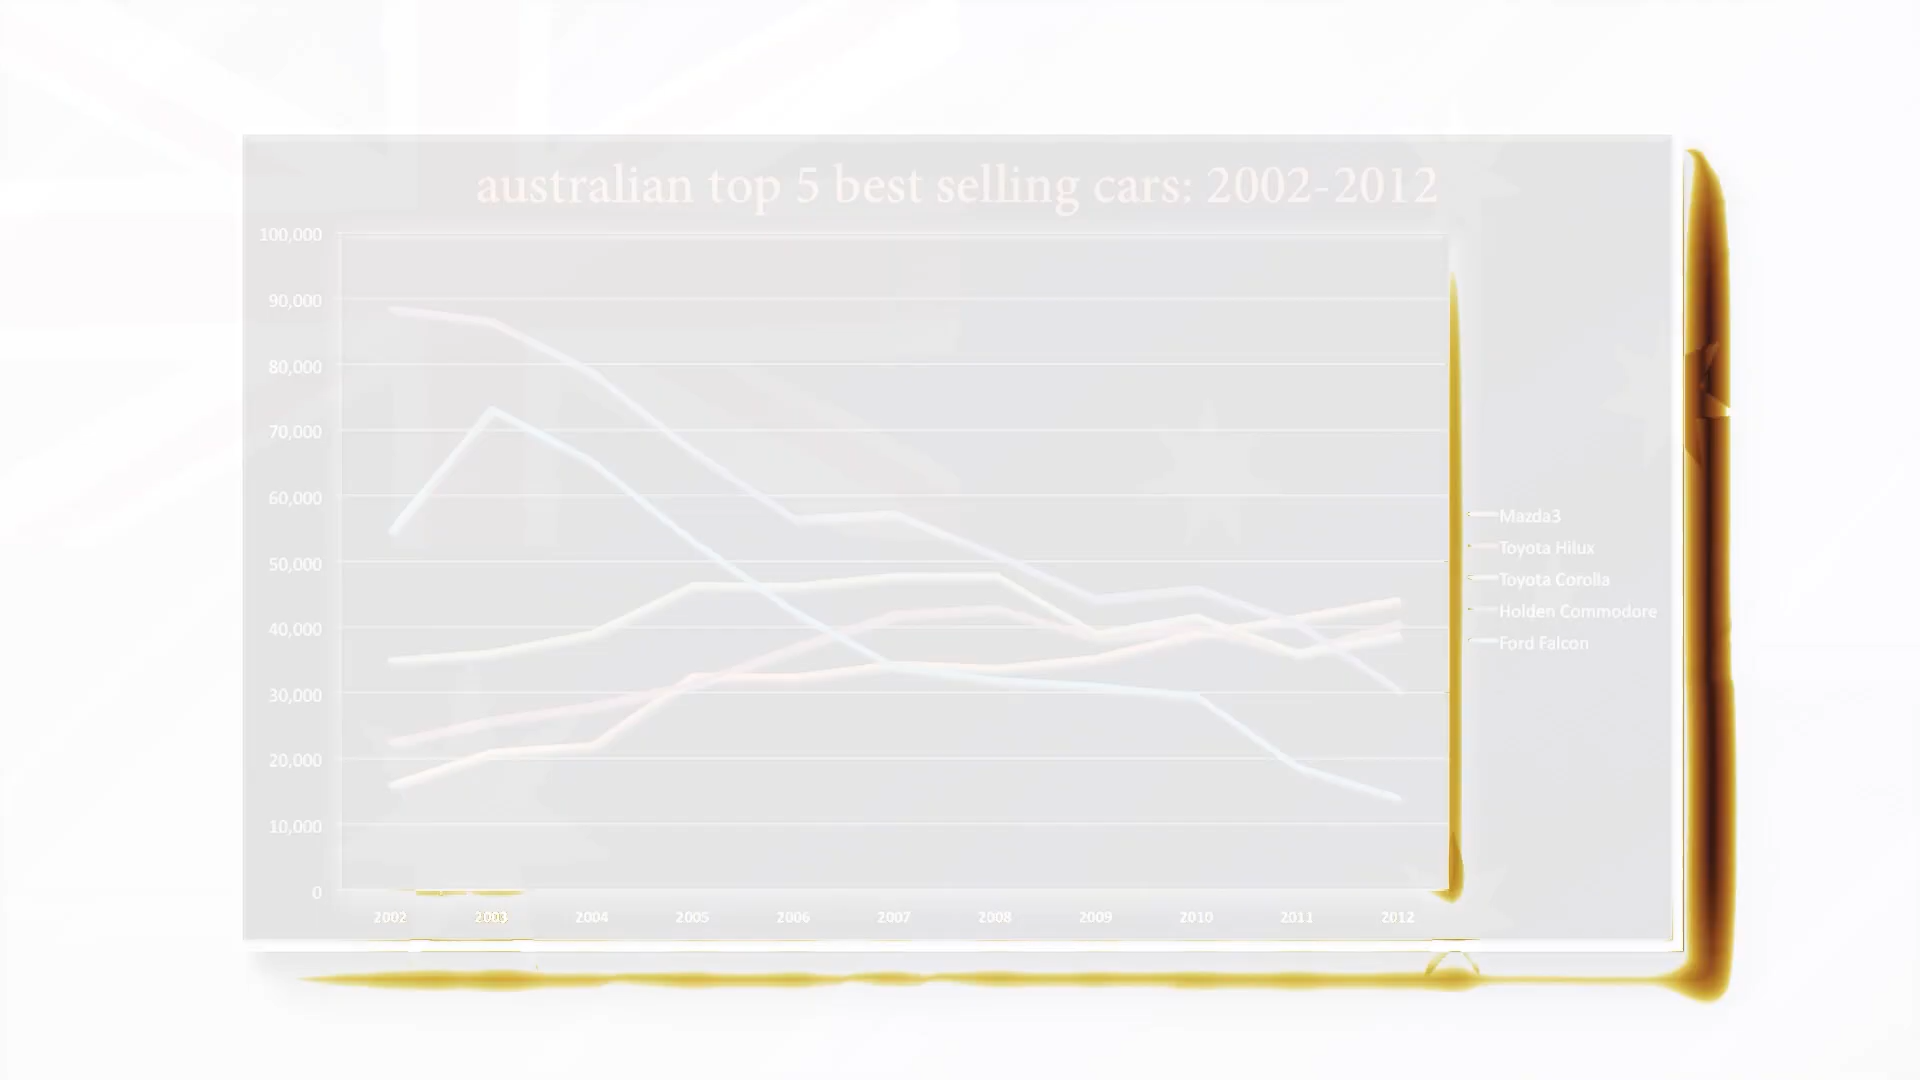 australian top 5 best selling cars: 2002-2012
100,000
90,000
80,000
70,000
60,000
50,000
40,000
30,000
20,000
10,000
0
2002 2003 2004 2005 2006 2007 2008 2009 2010 2011 2012
Mazda3
Toyota Hilux
Toyota Corolla
Holden Commodore
Ford Falcon